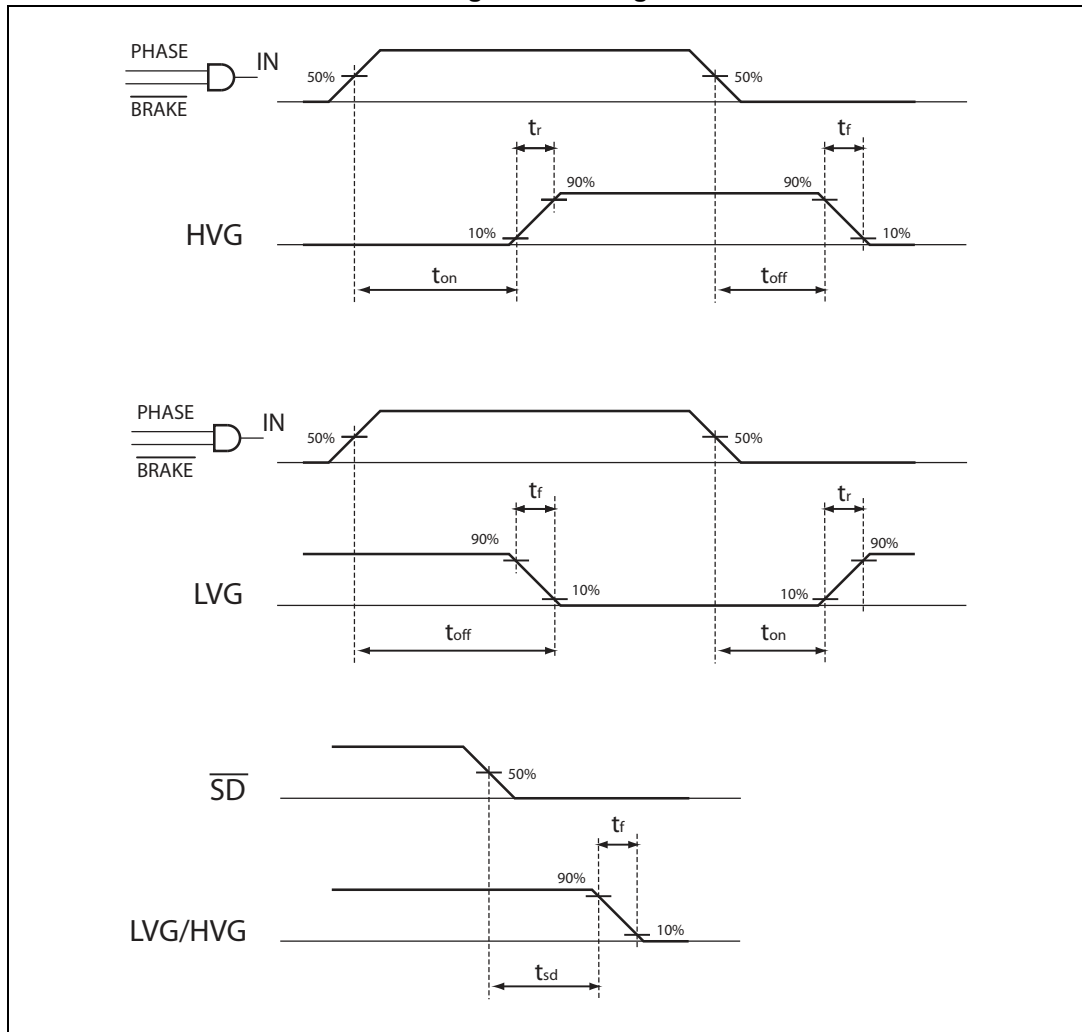 PHASE
IN
BRAKE
50%
50%
tr
tf
90%
90%
HVG
10%
10%
ton
toff
PHASE
IN
BRAKE
50%
50%
tf
tr
90%
90%
LVG
10%
10%
toff
ton
SD
50%
tf
90%
LVG/HVG
10%
tsd